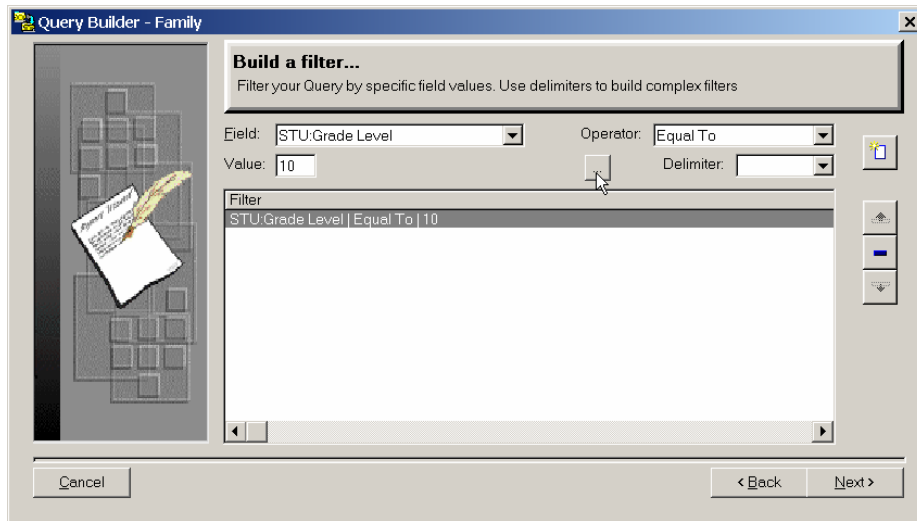 Query Builder - Family
Build a filter...
Filter your Query by specific field values. Use delimiters to build complex filters
Field: STU:Grade Level Operator: Equal To
Value: 10 ... Delimiter:
Filter
STU:Grade Level | Equal To | 10
Cancel < Back Next >